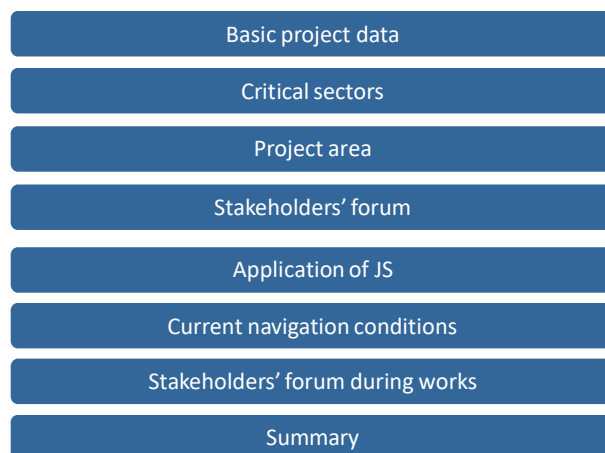 Basic project data
Critical sectors
Project area
Stakeholders’ forum
Application of JS
Current navigation conditions
Stakeholders’ forum during works
Summary